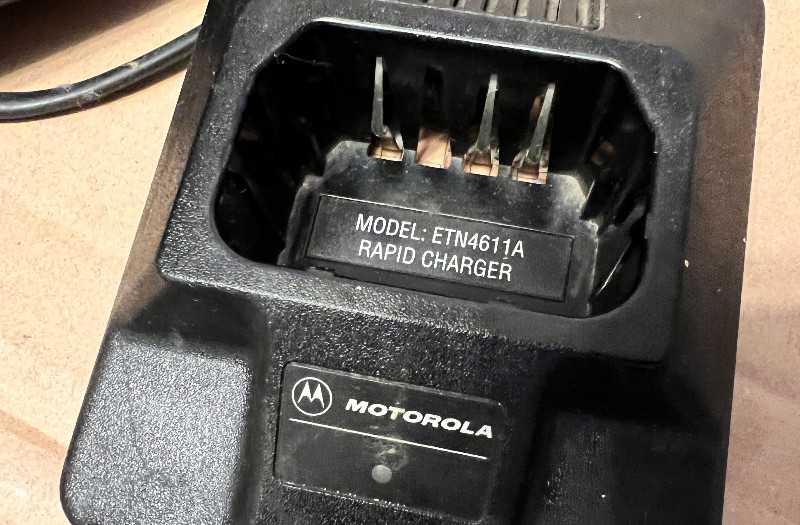 MODEL: ETN4611A
RAPID CHARGER
MOTOROLA